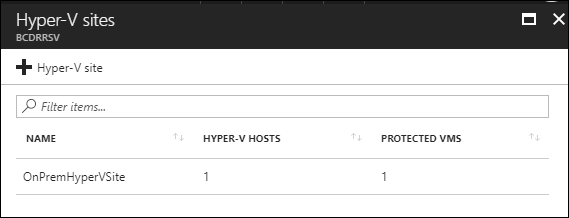 Hyper-V sites
BCDRRSV
Hyper-V site
Filter items...
NAME HYPER-V HOSTS PROTECTED VMS
OnPremHyperVSite 1 1